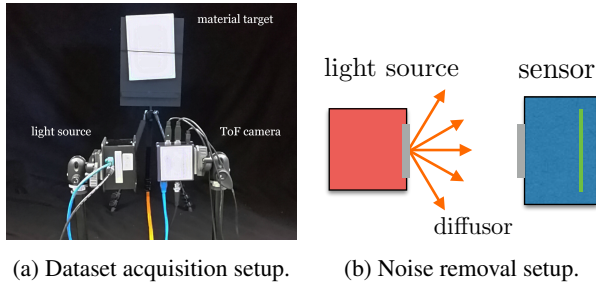 material target
light source
ToF camera
light source
sensor
diffusor
(a) Dataset acquisition setup.
(b) Noise removal setup.